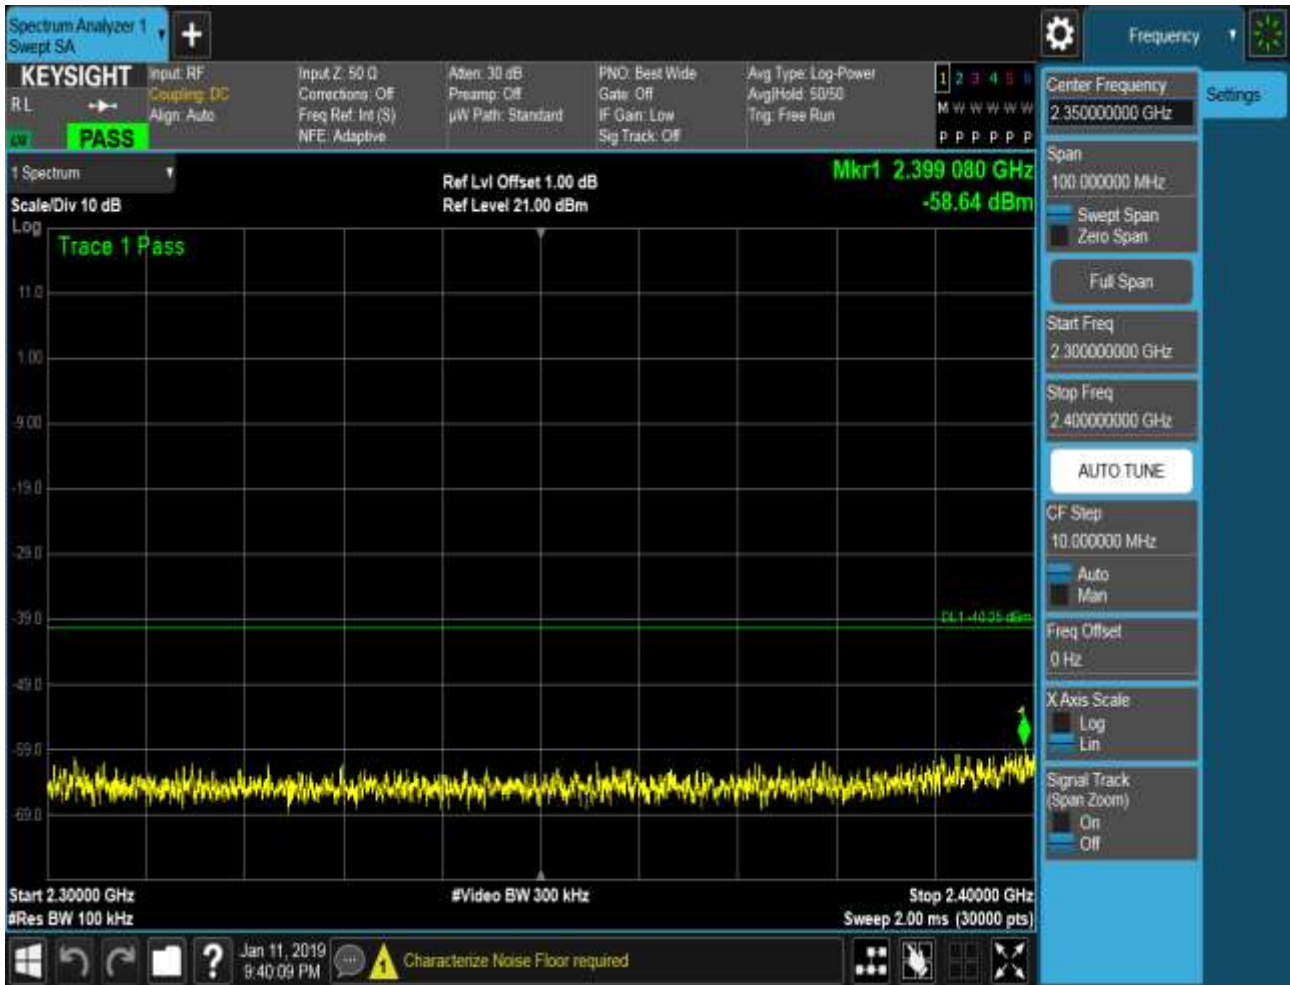 Spectrum Analyzer 1
Swept SA
Frequency
KEYSIGHT
RL
PASS
Input: RF
Coupling: DC
Align: Auto
Input Z: 50 Ω
Corrections: Off
Freq Ref: Int (S)
NFE: Adaptive
Atten: 30 dB
Preamp: Off
µW Path: Standard
PNO: Best Wide
Gate: Off
IF Gain: Low
Sig Track: Off
Avg Type: Log-Power
Avg|Hold: 50/50
Trig: Free Run
1 2 3 4 5 6
M W W W W W
P P P P P P
Center Frequency
2.350000000 GHz
Settings
Span
100.000000 MHz
Swept Span
Zero Span
Full Span
Start Freq
2.300000000 GHz
Stop Freq
2.400000000 GHz
AUTO TUNE
CF Step
10.000000 MHz
Auto
Man
Freq Offset
0 Hz
X Axis Scale
Log
Lin
Signal Track
(Span Zoom)
On
Off
1 Spectrum
Scale/Div 10 dB
Log
Ref Lvl Offset 1.00 dB
Ref Level 21.00 dBm
Mkr1 2.399 080 GHz
-58.64 dBm
Trace 1 Pass
11.0
1.00
-9.00
-19.0
-29.0
-39.0
DL1 -40.25 dBm
-49.0
-59.0
-69.0
1
Start 2.30000 GHz
#Video BW 300 kHz
Stop 2.40000 GHz
#Res BW 100 kHz
Sweep 2.00 ms (30000 pts)
?
Jan 11, 2019
9:40:09 PM
1
Characterize Noise Floor required